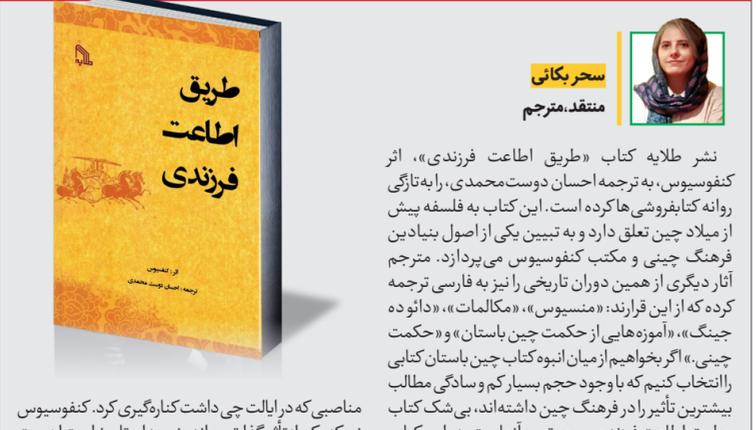 سحر بکائی
منتقد،مترجم
نشر طلایه کتاب «طریق اطاعت فرزندی»، اثر
کنفوسیوس، به ترجمه احسان دوست‌محمدی، را به‌تازگی
روانه کتابفروشی‌ها کرده است. این کتاب به فلسفه پیش
از میلاد چین تعلق دارد و به تبیین یکی از اصول بنیادین
فرهنگ چینی و مکتب کنفوسیوس می‌پردازد. مترجم
آثار دیگری از همین دوران تاریخی را نیز به فارسی ترجمه
کرده که از این قرارند: «منسیوس»، «مکالمات»، «دائو ده
جینگ»، «آموزه‌هایی از حکمت چین باستان» و «حکمت
چینی.» اگر بخواهیم از میان انبوه کتاب چین باستان کتابی
را انتخاب کنیم که با وجود حجم بسیار کم و سادگی مطالب
بیشترین تأثیر را در فرهنگ چین داشته‌اند، بی‌شک کتاب
طلایه
طریق
اطاعت
فرزندی
اثر: کنفسیوس
ترجمه: احسان دوست محمدی
مناصبی که در ایالت چی داشت کناره‌گیری کرد. کنفوسیوس